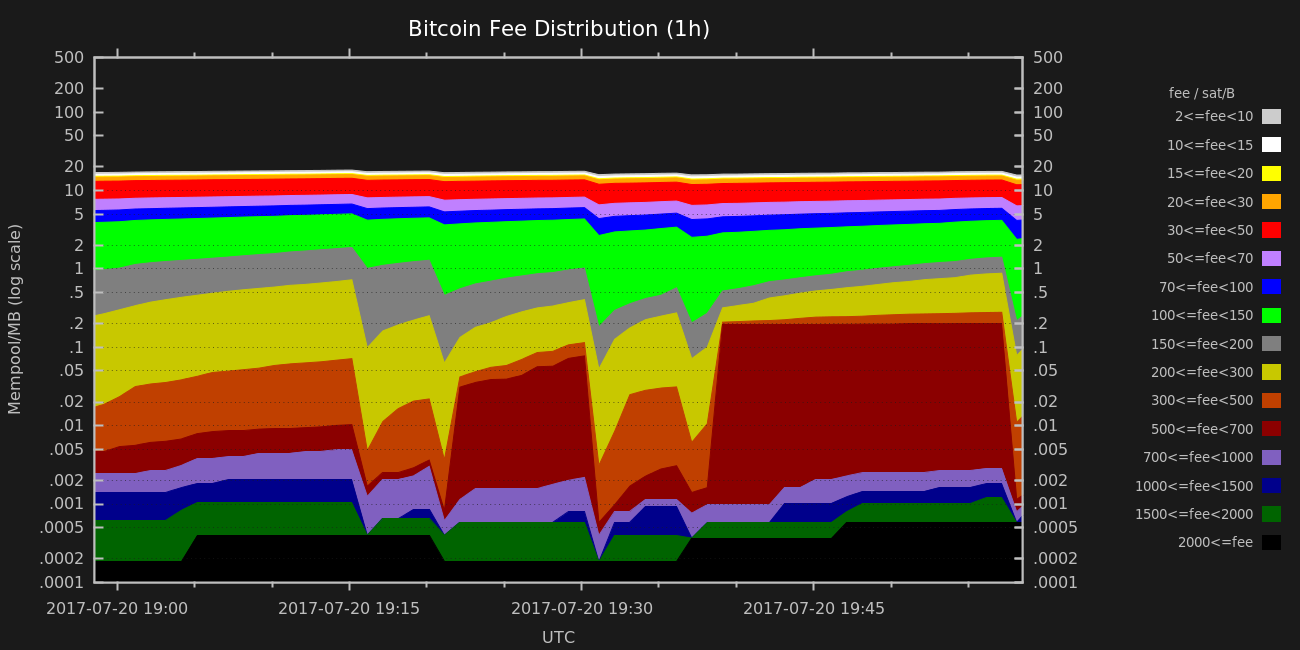 Bitcoin Fee Distribution (1h)
Mempool/MB (log scale)
500
200
100
50
20
10
5
2
1
.5
.2
.1
.05
.02
.01
.005
.002
.001
.0005
.0002
.0001
500
200
100
50
20
10
5
2
1
.5
.2
.1
.05
.02
.01
.005
.002
.001
.0005
.0002
.0001
2017-07-20 19:00 2017-07-20 19:15 2017-07-20 19:30 2017-07-20 19:45
UTC
fee / sat/B
2<=fee<10
10<=fee<15
15<=fee<20
20<=fee<30
30<=fee<50
50<=fee<70
70<=fee<100
100<=fee<150
150<=fee<200
200<=fee<300
300<=fee<500
500<=fee<700
700<=fee<1000
1000<=fee<1500
1500<=fee<2000
2000<=fee